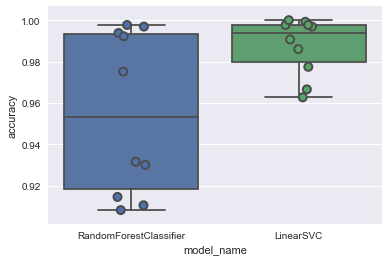 1.00
0.98
0.96
0.94
0.92
accuracy
RandomForestClassifier
LinearSVC
model_name